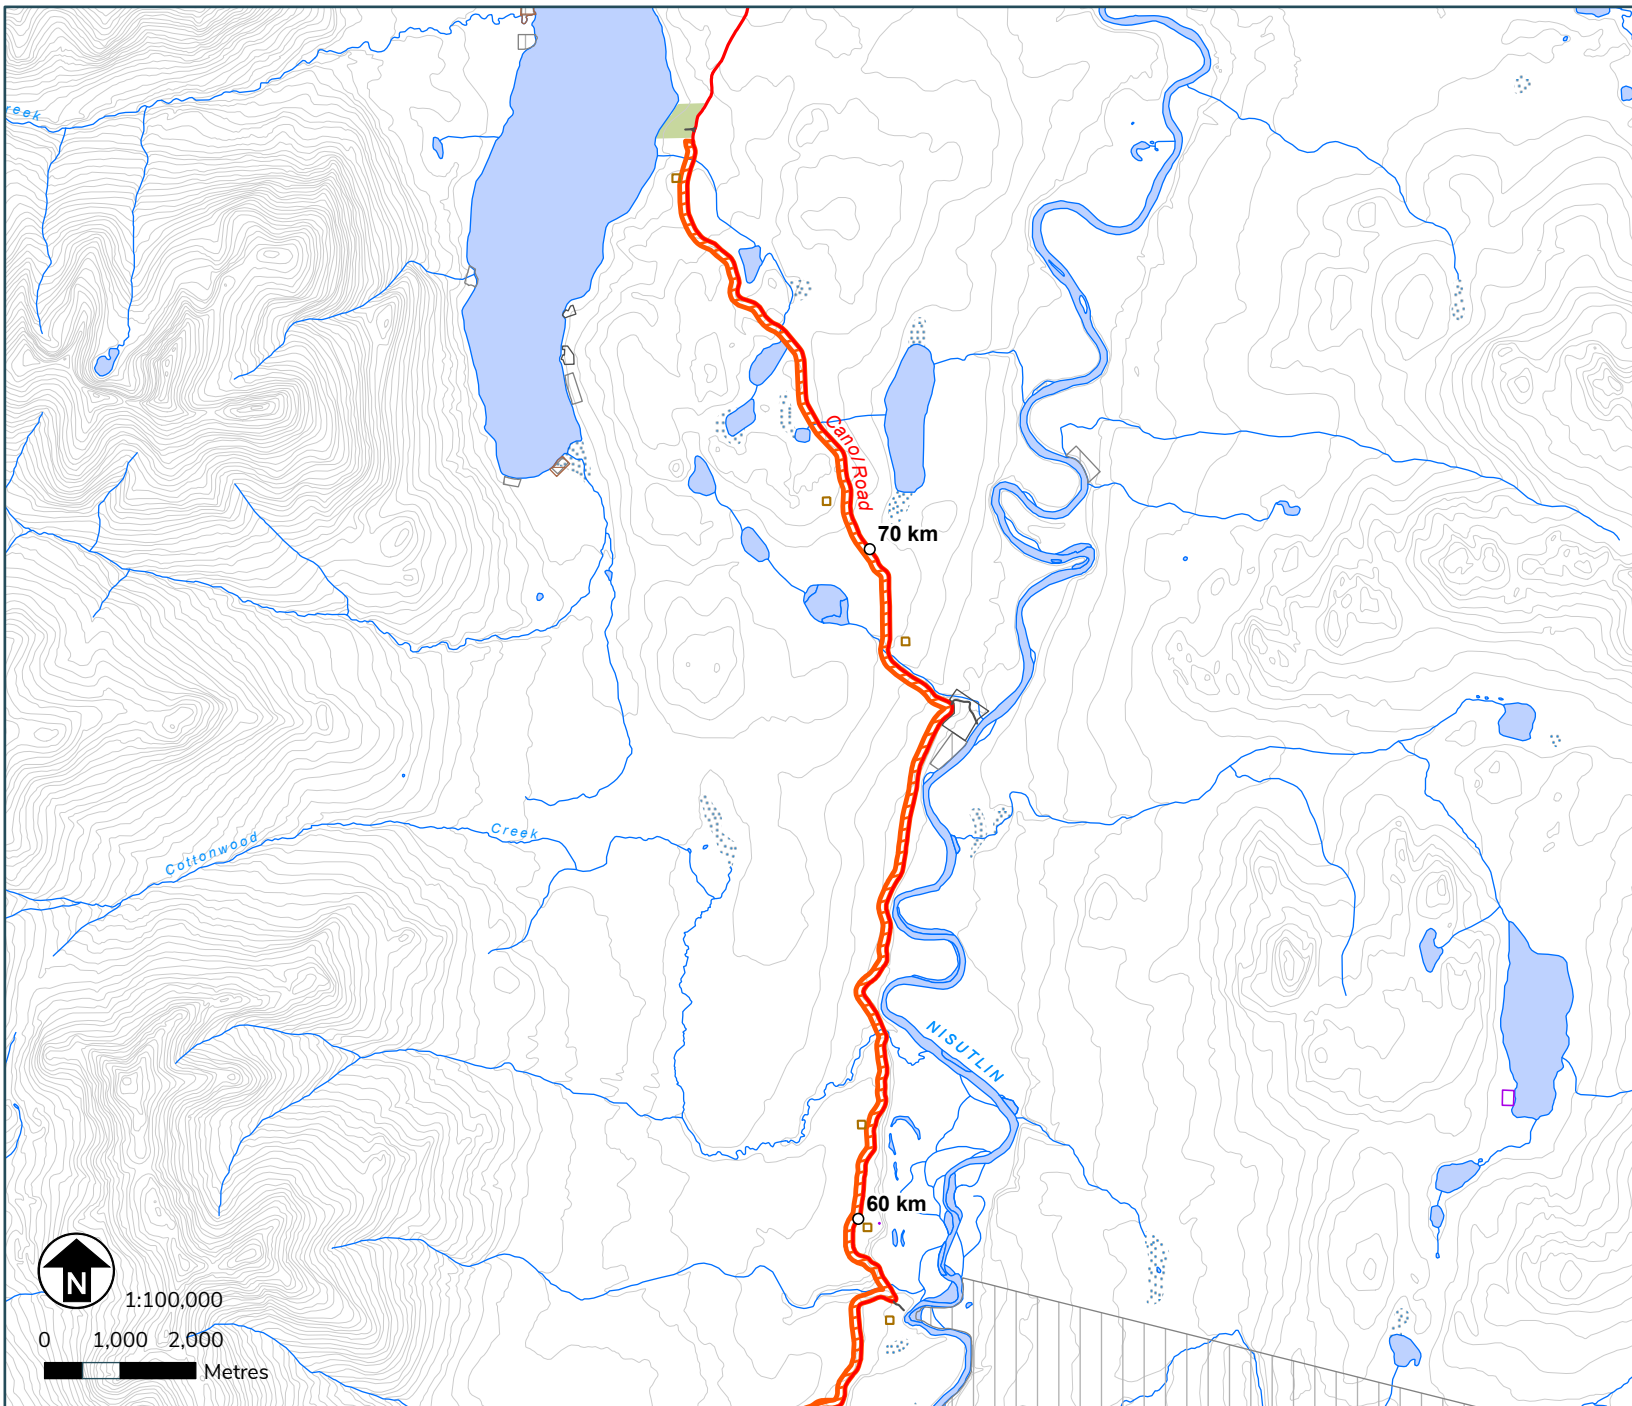 reek
Canol Road
70 km
Cottonwood
Creek
NISUTLIN
60 km
N
1:100,000
0 1,000 2,000
Metres